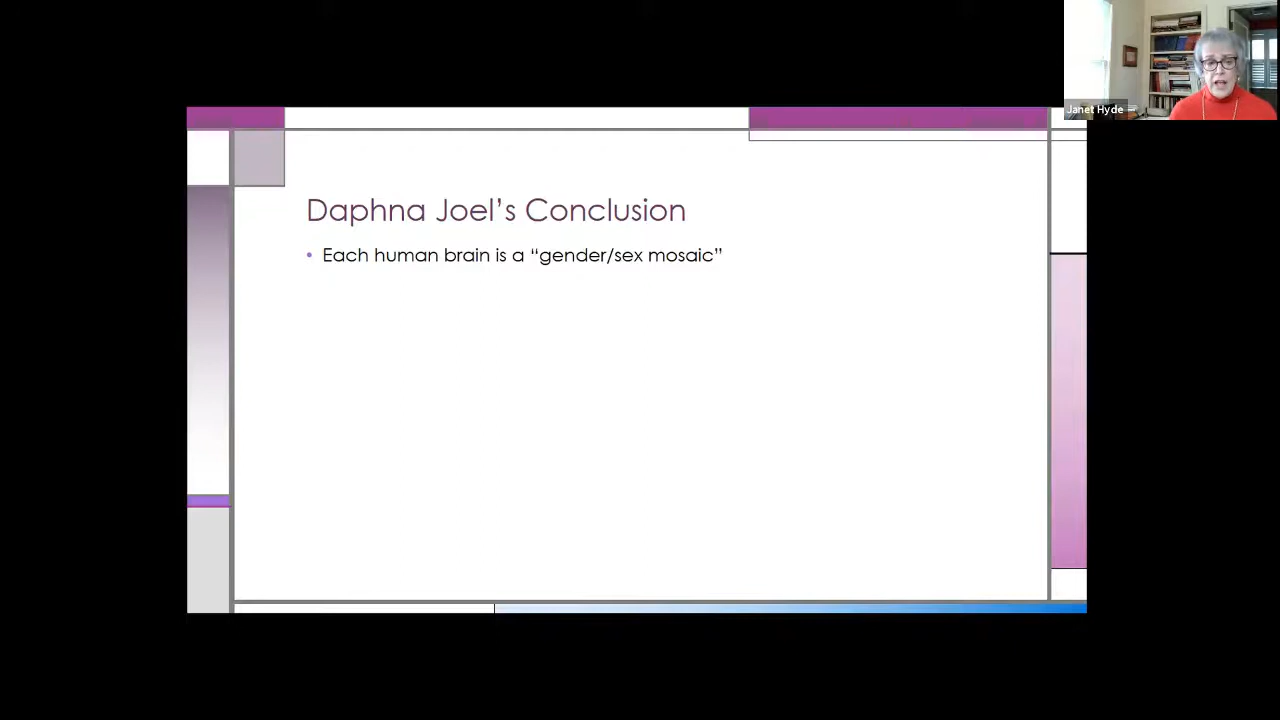 Janet Hyde
Daphna Joel’s Conclusion
• Each human brain is a “gender/sex mosaic”